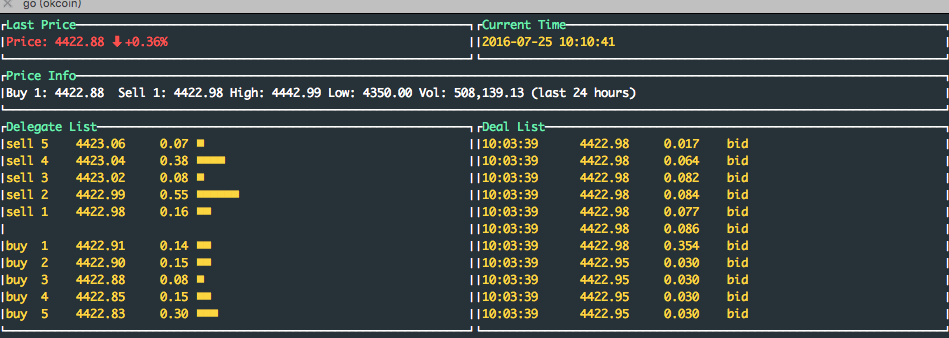 go (okcoin)
Last Price
Price: 4422.88 ⬇+0.36%
Current Time
2016-07-25 10:10:41
Price Info
Buy 1: 4422.88 Sell 1: 4422.98 High: 4442.99 Low: 4350.00 Vol: 508,139.13 (last 24 hours)
Delegate List
sell 5 4423.06 0.07
sell 4 4423.04 0.38
sell 3 4423.02 0.08
sell 2 4422.99 0.55
sell 1 4422.98 0.16
buy 1 4422.91 0.14
buy 2 4422.90 0.15
buy 3 4422.88 0.08
buy 4 4422.85 0.15
buy 5 4422.83 0.30
Deal List
10:03:39 4422.98 0.017 bid
10:03:39 4422.98 0.064 bid
10:03:39 4422.98 0.082 bid
10:03:39 4422.98 0.084 bid
10:03:39 4422.98 0.077 bid
10:03:39 4422.98 0.086 bid
10:03:39 4422.98 0.354 bid
10:03:39 4422.95 0.030 bid
10:03:39 4422.95 0.030 bid
10:03:39 4422.95 0.030 bid
10:03:39 4422.95 0.030 bid